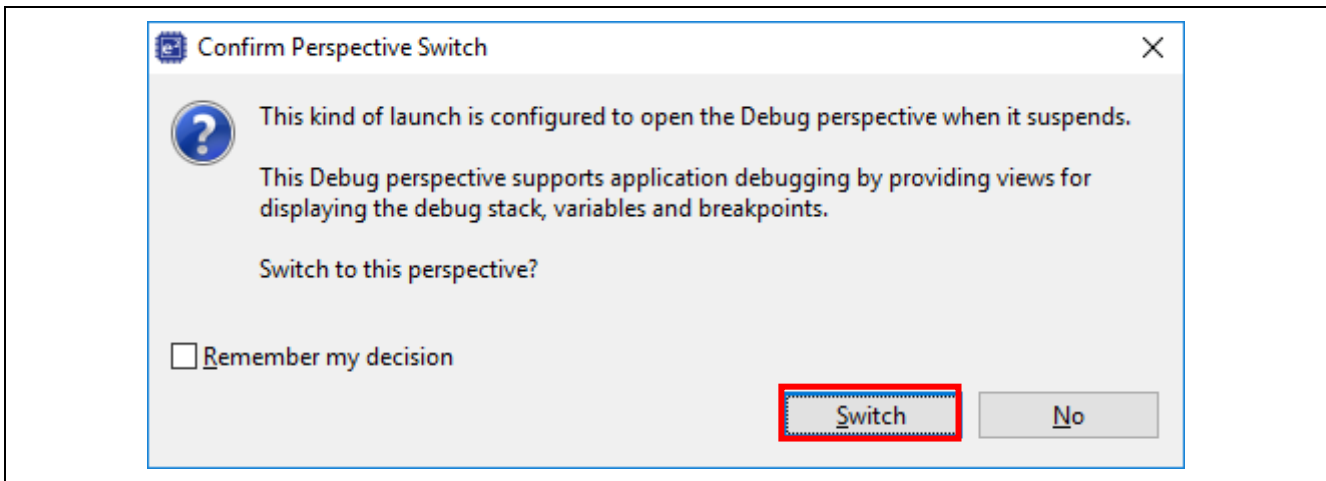 Confirm Perspective Switch
This kind of launch is configured to open the Debug perspective when it suspends.
This Debug perspective supports application debugging by providing views for
displaying the debug stack, variables and breakpoints.
Switch to this perspective?
Remember my decision
Switch No